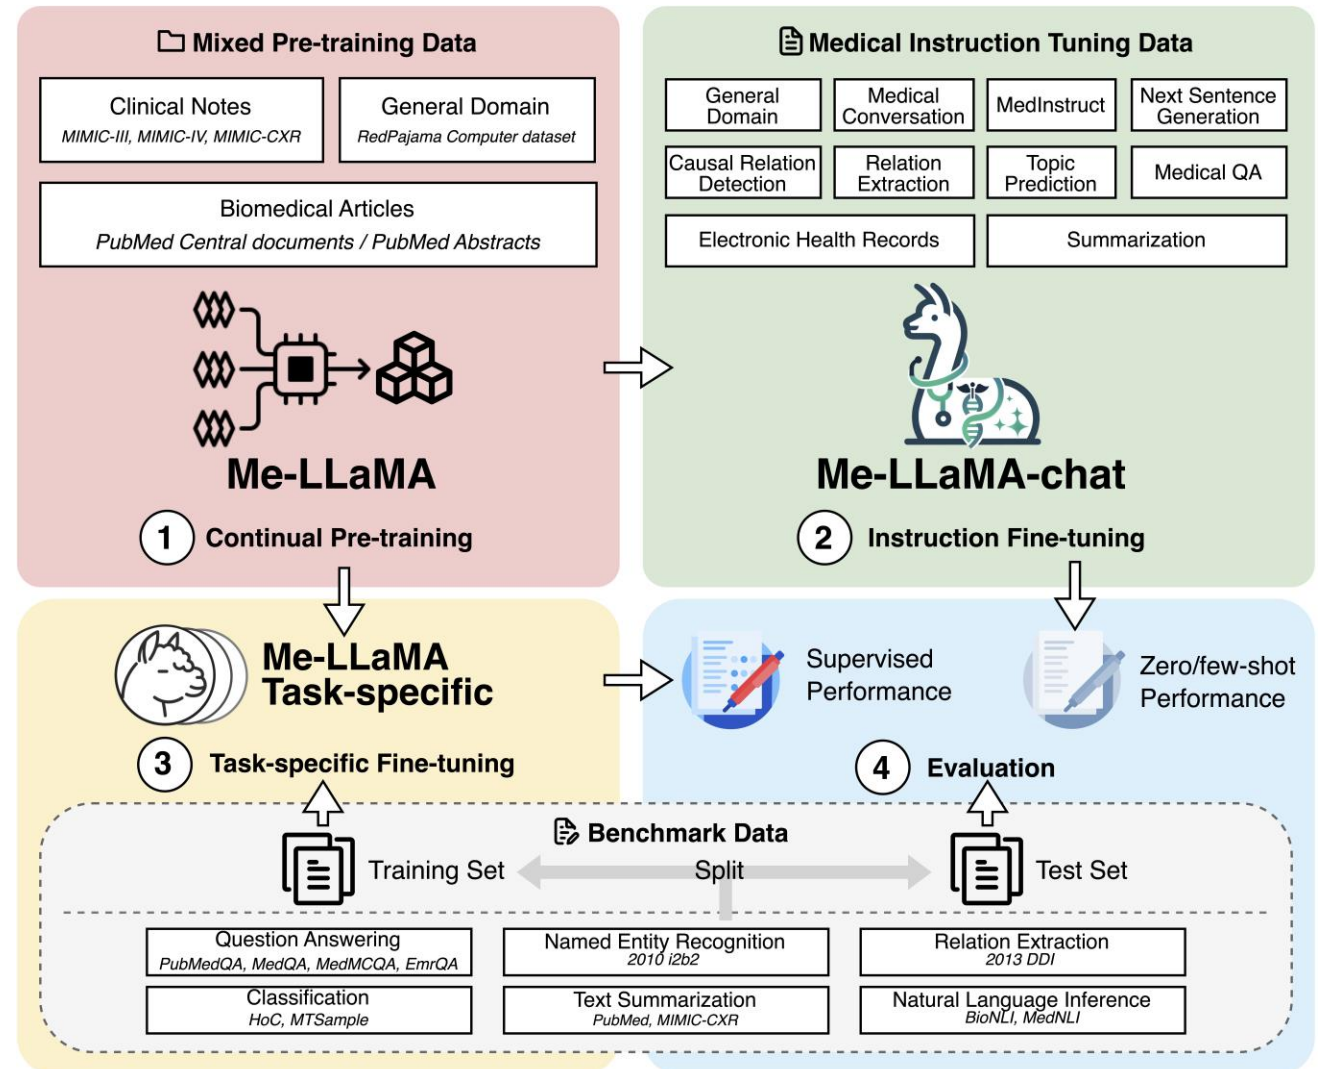 Mixed Pre-training Data
Clinical Notes
MIMIC-III, MIMIC-IV, MIMIC-CXR
General Domain
RedPajama Computer dataset
Biomedical Articles
PubMed Central documents / PubMed Abstracts
Me-LLaMA
1 Continual Pre-training
Medical Instruction Tuning Data
General
Domain
Medical
Conversation
MedInstruct
Next Sentence
Generation
Causal Relation
Detection
Relation
Extraction
Topic
Prediction
Medical QA
Electronic Health Records
Summarization
Me-LLaMA-chat
2 Instruction Fine-tuning
Me-LLaMA
Task-specific
3 Task-specific Fine-tuning
Supervised
Performance
Zero/few-shot
Performance
4 Evaluation
Benchmark Data
Training Set
Split
Test Set
Question Answering
PubMedQA, MedQA, MedMCQA, EmrQA
Named Entity Recognition
2010 i2b2
Relation Extraction
2013 DDI
Classification
HoC, MTSample
Text Summarization
PubMed, MIMIC-CXR
Natural Language Inference
BioNLI, MedNLI